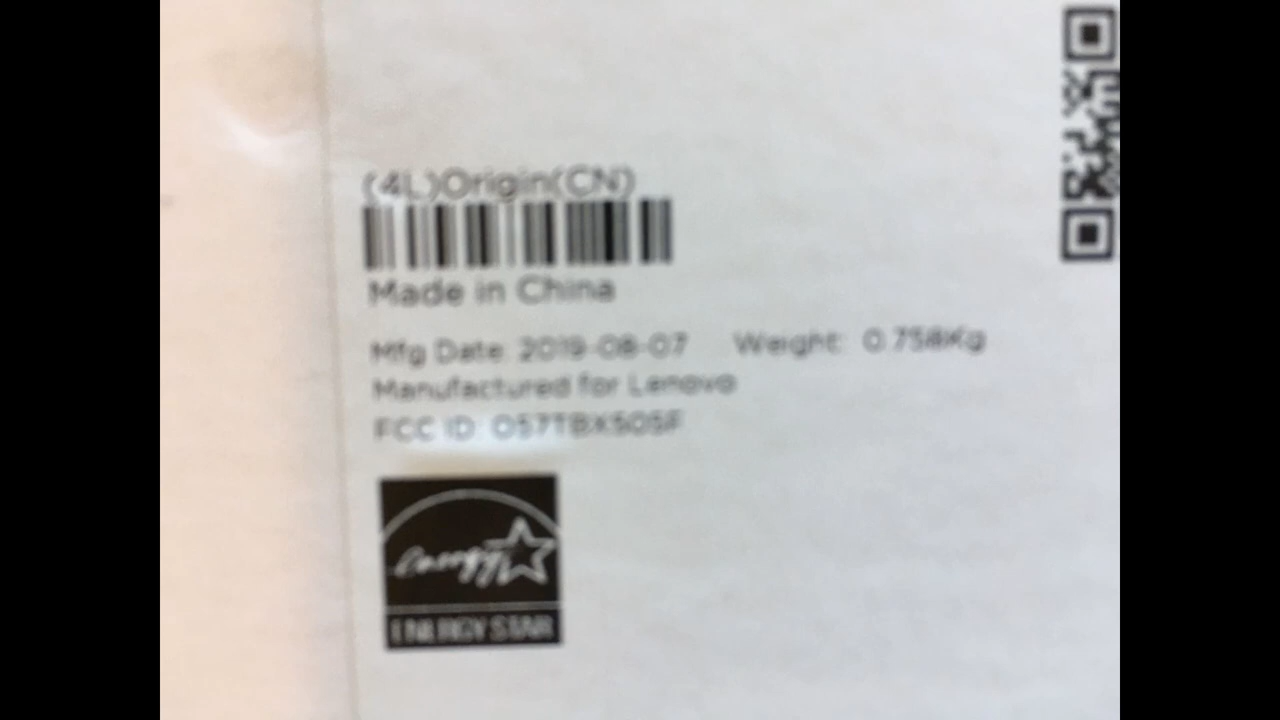 (4L)Origin(CN)
Made in China
Mfg Date: 2019-08-07 Weight: 0.758Kg
Manufactured for Lenovo
FCC ID: O57TBX505F
energy
ENERGY STAR